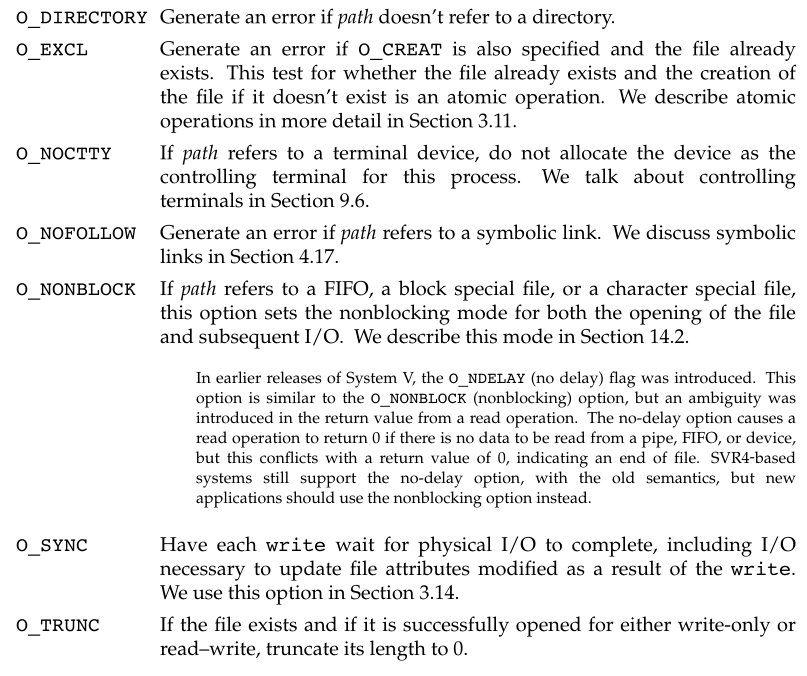 O_DIRECTORY Generate an error if path doesn’t refer to a directory.
O_EXCL Generate an error if O_CREAT is also specified and the file already
exists. This test for whether the file already exists and the creation of
the file if it doesn’t exist is an atomic operation. We describe atomic
operations in more detail in Section 3.11.
O_NOCTTY If path refers to a terminal device, do not allocate the device as the
controlling terminal for this process. We talk about controlling
terminals in Section 9.6.
O_NOFOLLOW Generate an error if path refers to a symbolic link. We discuss symbolic
links in Section 4.17.
O_NONBLOCK If path refers to a FIFO, a block special file, or a character special file,
this option sets the nonblocking mode for both the opening of the file
and subsequent I/O. We describe this mode in Section 14.2.
In earlier releases of System V, the O_NDELAY (no delay) flag was introduced. This
option is similar to the O_NONBLOCK (nonblocking) option, but an ambiguity was
introduced in the return value from a read operation. The no-delay option causes a
read operation to return 0 if there is no data to be read from a pipe, FIFO, or device,
but this conflicts with a return value of 0, indicating an end of file. SVR4-based
systems still support the no-delay option, with the old semantics, but new
applications should use the nonblocking option instead.
O_SYNC Have each write wait for physical I/O to complete, including I/O
necessary to update file attributes modified as a result of the write.
We use this option in Section 3.14.
O_TRUNC If the file exists and if it is successfully opened for either write-only or
read–write, truncate its length to 0.